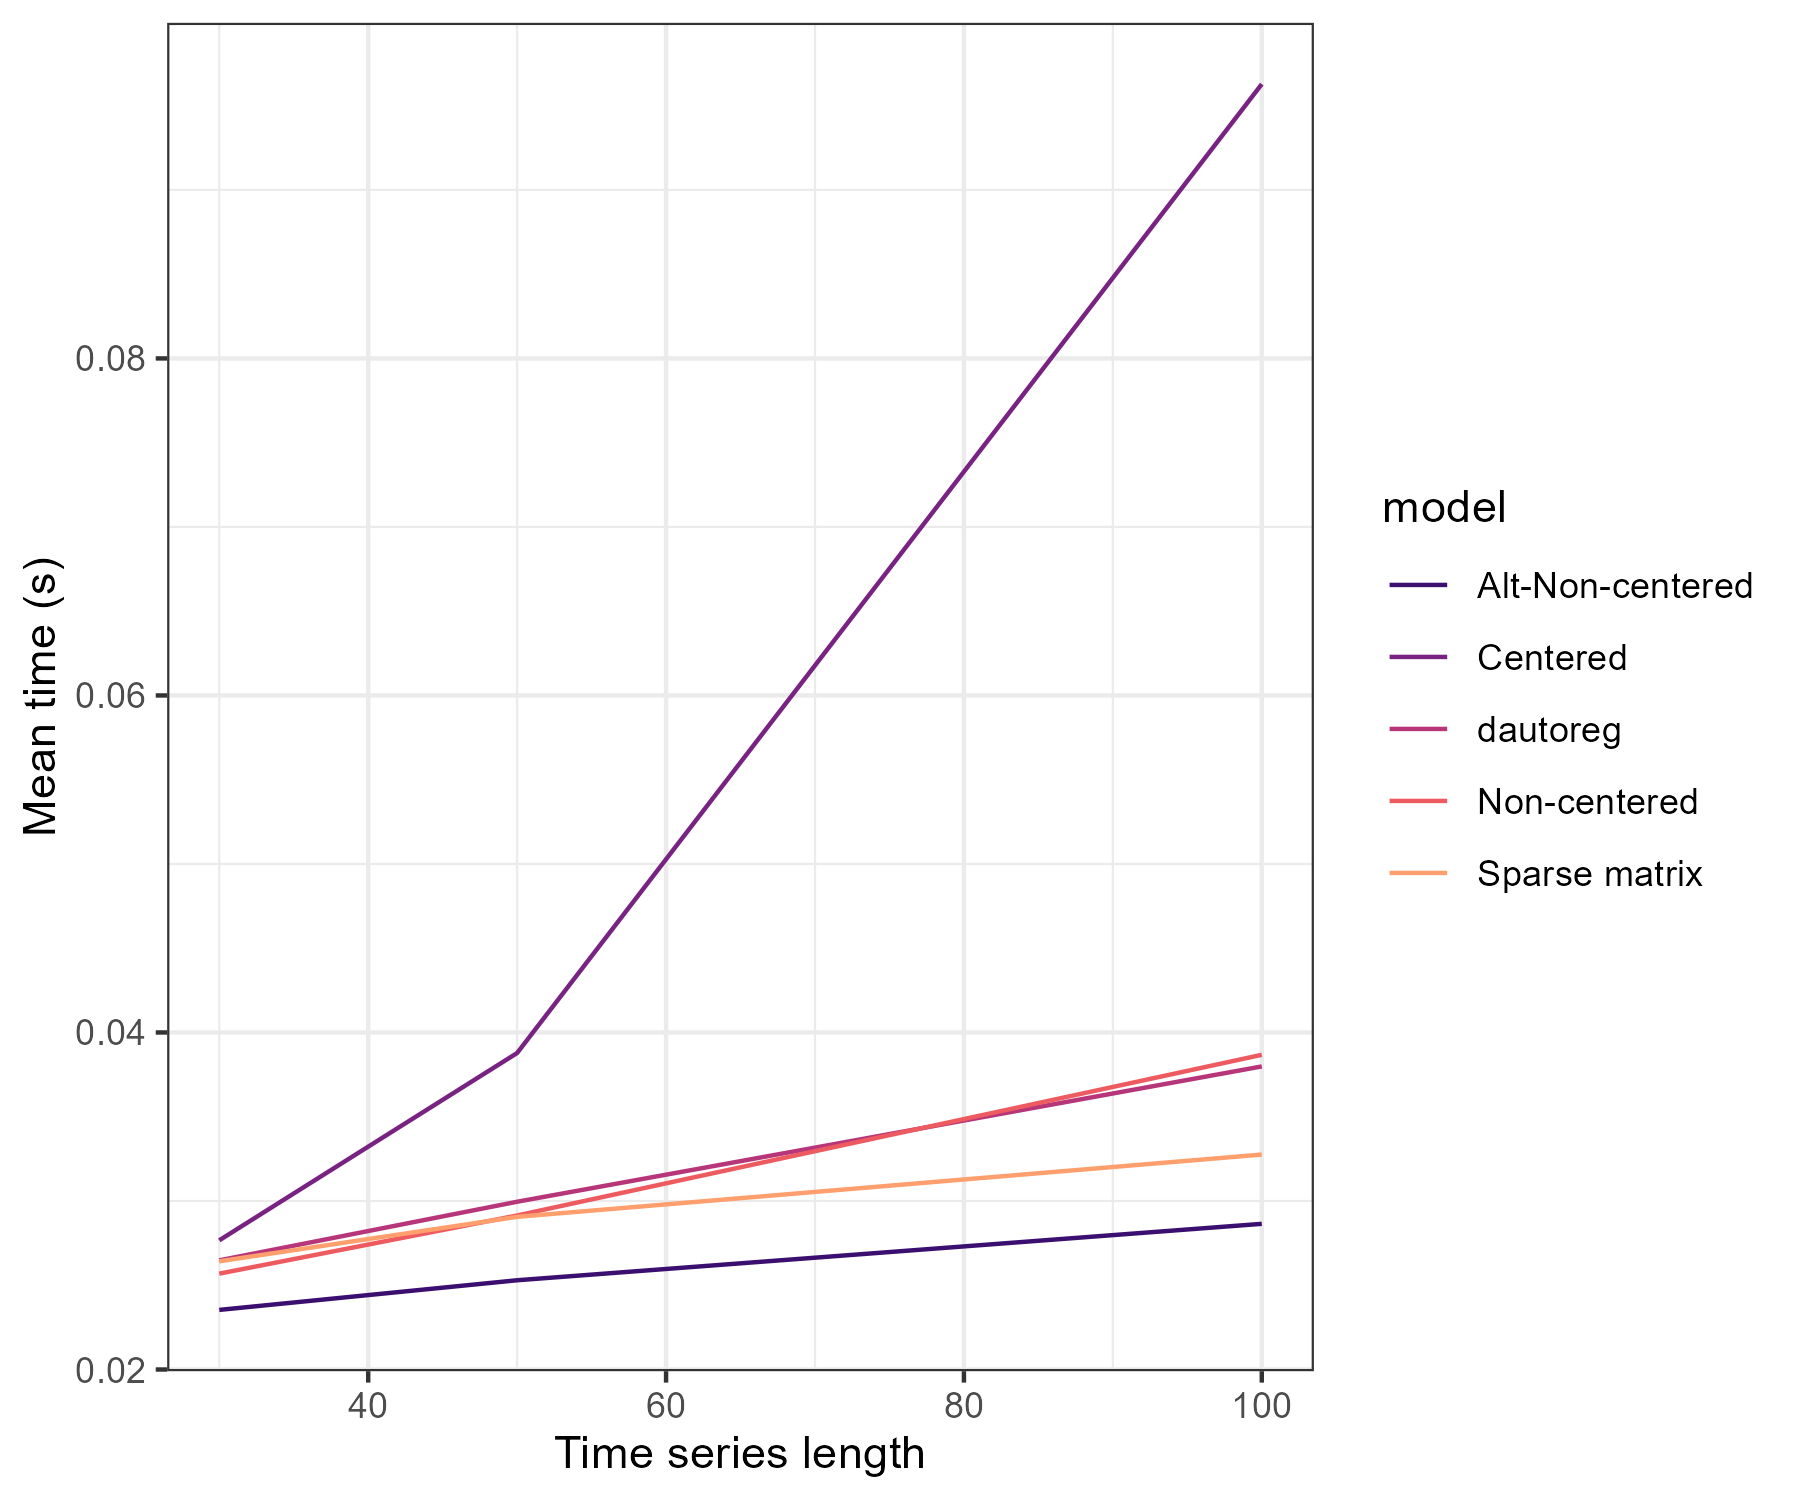 0.08
0.06
0.04
0.02
40
60
80
100
Time series length
Mean time (s)
model
Alt-Non-centered
Centered
dautoreg
Non-centered
Sparse matrix